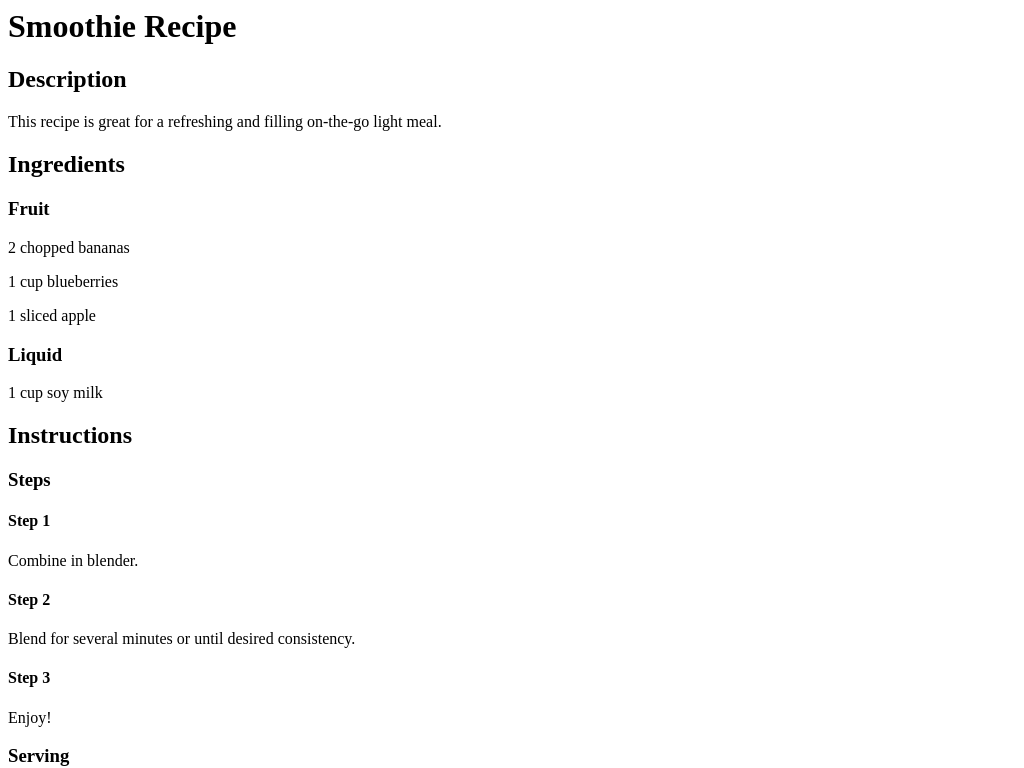 Smoothie Recipe
Description
This recipe is great for a refreshing and filling on-the-go light meal.
Ingredients
Fruit
2 chopped bananas
1 cup blueberries
1 sliced apple
Liquid
1 cup soy milk
Instructions
Steps
Step 1
Combine in blender.
Step 2
Blend for several minutes or until desired consistency.
Step 3
Enjoy!
Serving